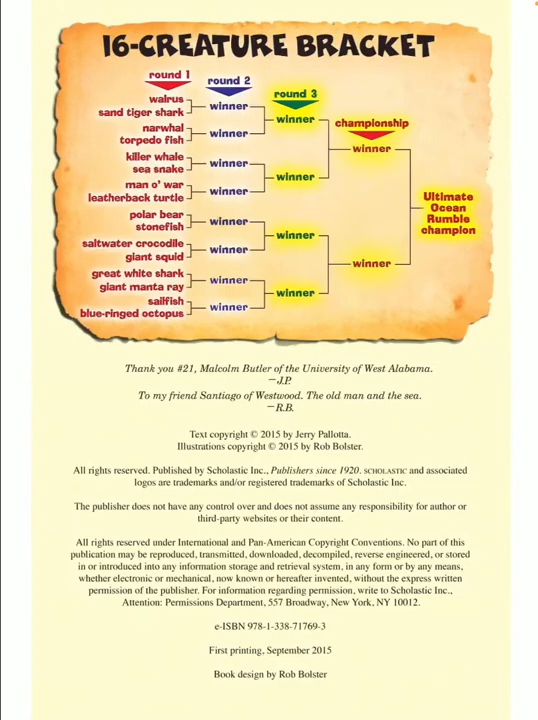 16-CREATURE BRACKET
round 1
round 2
round 3
championship
walrus
sand tiger shark
narwhal
torpedo fish
killer whale
sea snake
man o' war
leatherback turtle
polar bear
stonefish
saltwater crocodile
giant squid
great white shark
giant manta ray
sailfish
blue-ringed octopus
winner
winner
winner
winner
winner
winner
winner
winner
winner
winner
winner
winner
winner
winner
Ultimate
Ocean
Rumble
champion
Thank you #21, Malcolm Butler of the University of West Alabama.
—J.P.
To my friend Santiago of Westwood. The old man and the sea.
—R.B.
Text copyright © 2015 by Jerry Pallotta.
Illustrations copyright © 2015 by Rob Bolster.
All rights reserved. Published by Scholastic Inc., Publishers since 1920. SCHOLASTIC and associated
logos are trademarks and/or registered trademarks of Scholastic Inc.
The publisher does not have any control over and does not assume any responsibility for author or
third-party websites or their content.
All rights reserved under International and Pan-American Copyright Conventions. No part of this
publication may be reproduced, transmitted, downloaded, decompiled, reverse engineered, or stored
in or introduced into any information storage and retrieval system, in any form or by any means,
whether electronic or mechanical, now known or hereafter invented, without the express written
permission of the publisher. For information regarding permission, write to Scholastic Inc.,
Attention: Permissions Department, 557 Broadway, New York, NY 10012.
e-ISBN 978-1-338-71769-3
First printing, September 2015
Book design by Rob Bolster